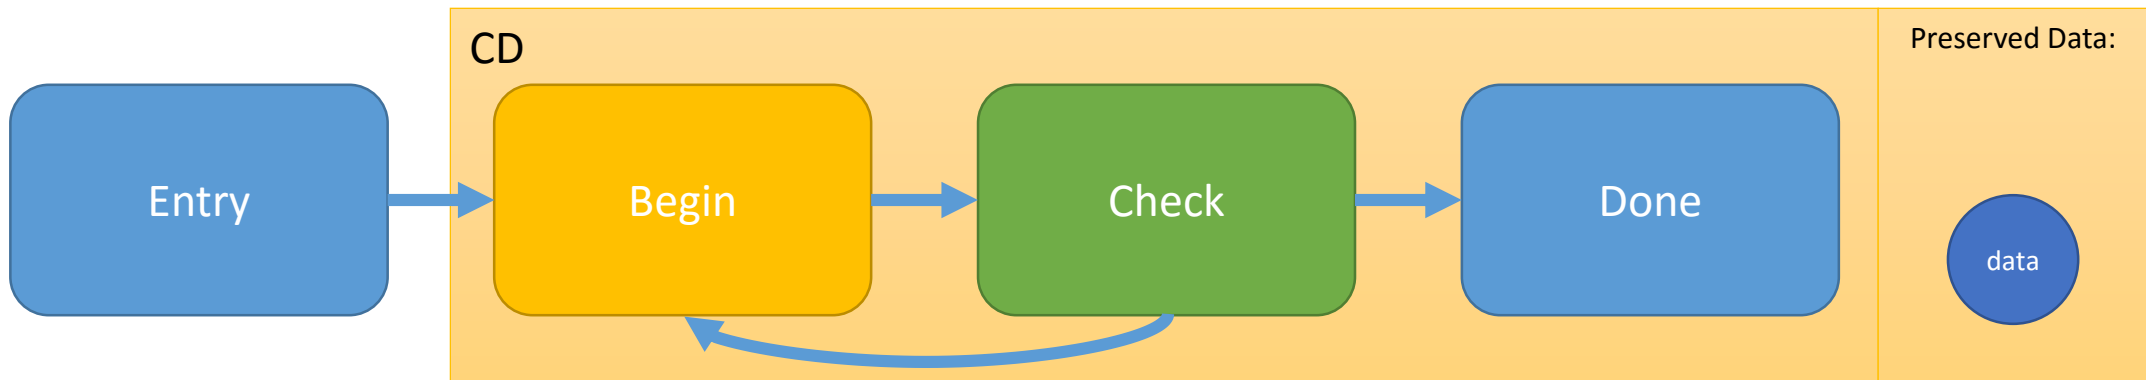 CD
Preserved Data:
Entry
Begin
Check
Done
data